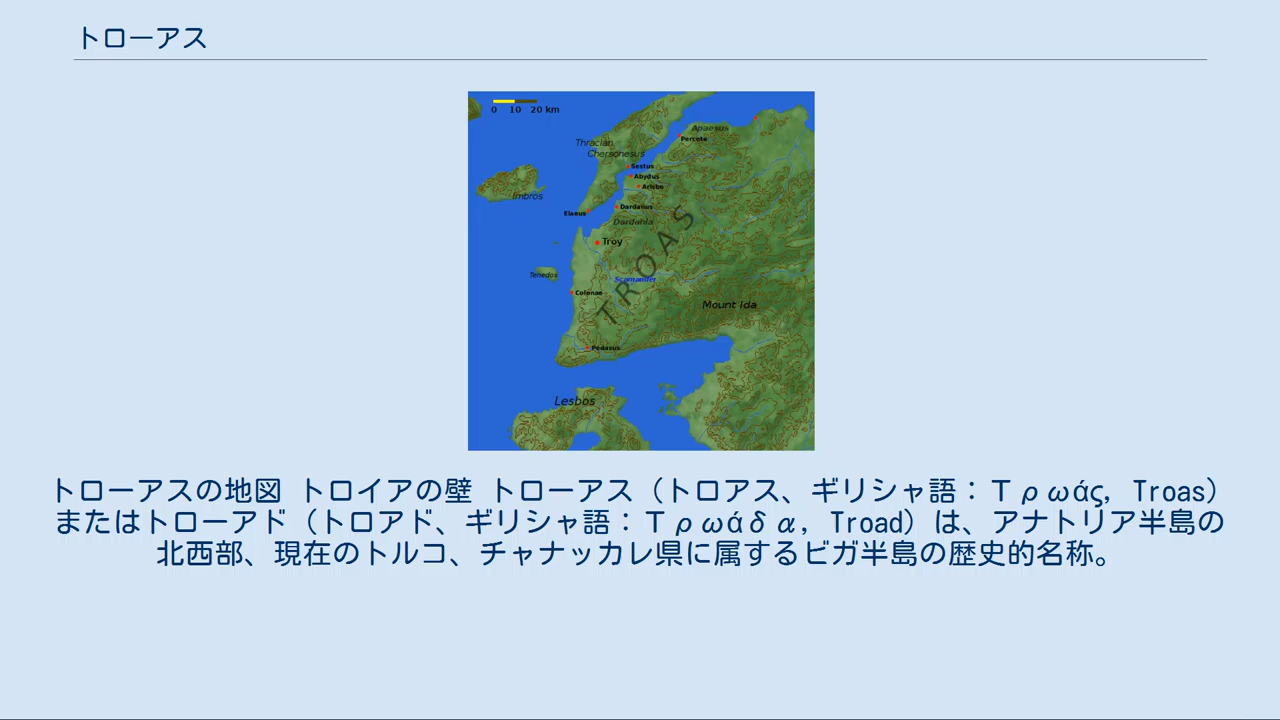 トローアス
0 10 20 km
Apaesus
Percote
Thracian
Chersonesus
Sestus
Abydus
Arisbe
Imbros
Dardanus
Elaeus
Dardania
Troy
TROAS
Tenedos
Scamander
Colonae
Mount Ida
Pedasus
Lesbos
トローアスの地図 トロイアの壁 トローアス（トロアス、ギリシャ語：Τρωάς, Troas）
またはトローアド（トロアド、ギリシャ語：Τρωάδα, Troad）は、アナトリア半島の
北西部、現在のトルコ、チャナッカレ県に属するビガ半島の歴史的名称。